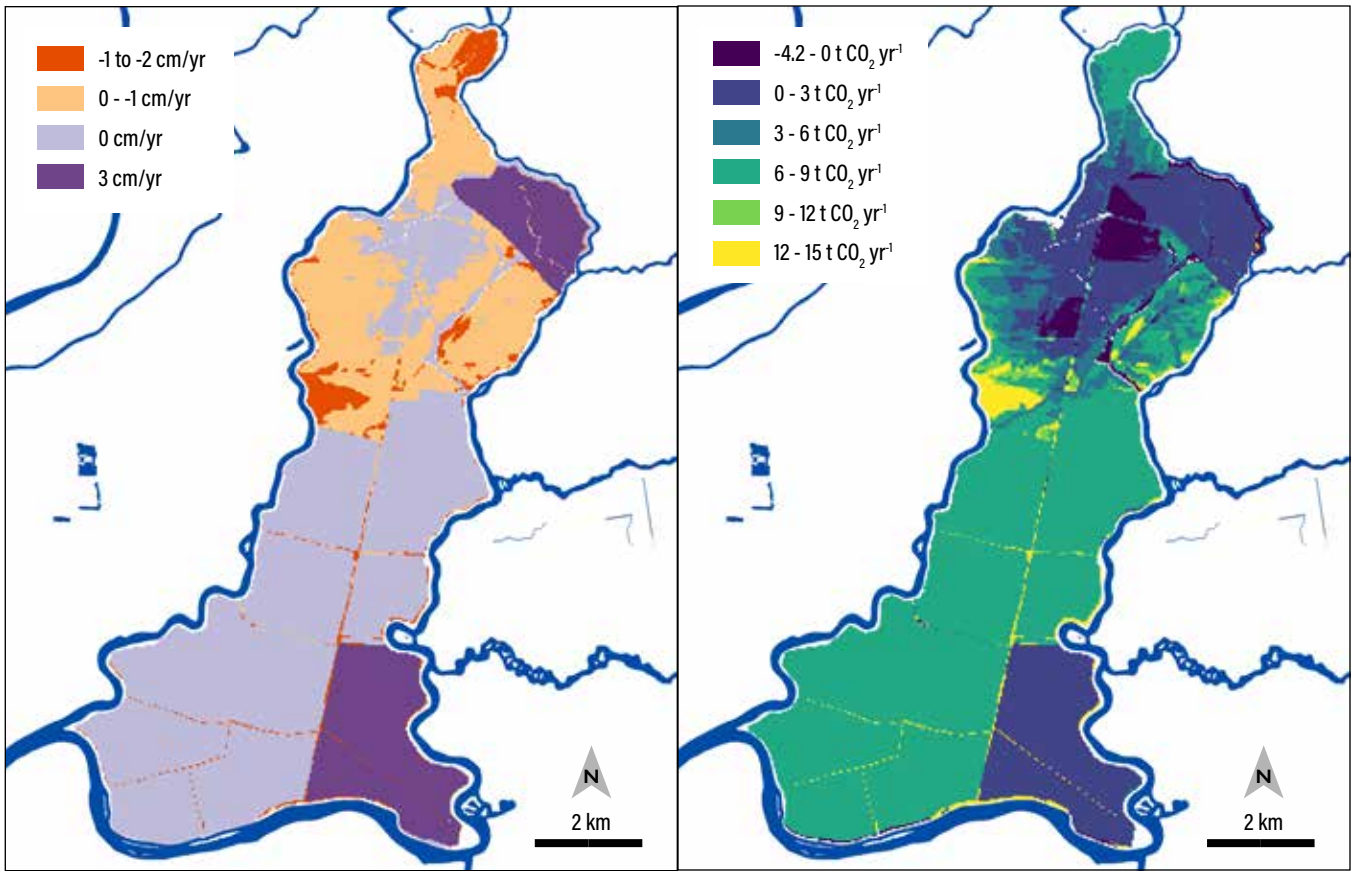 -1 to -2 cm/yr
0 - -1 cm/yr
0 cm/yr
3 cm/yr
N
2 km
-4.2 - 0 t CO₂ yr⁻¹
0 - 3 t CO₂ yr⁻¹
3 - 6 t CO₂ yr⁻¹
6 - 9 t CO₂ yr⁻¹
9 - 12 t CO₂ yr⁻¹
12 - 15 t CO₂ yr⁻¹
N
2 km